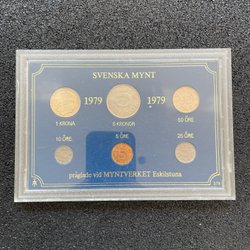 SVENSKA MYNT
1979 1979
1 KRONA 5 KRONOR 50 ÖRE
10 ÖRE 5 ÖRE 25 ÖRE
präglade vid MYNTVERKET Eskilstuna